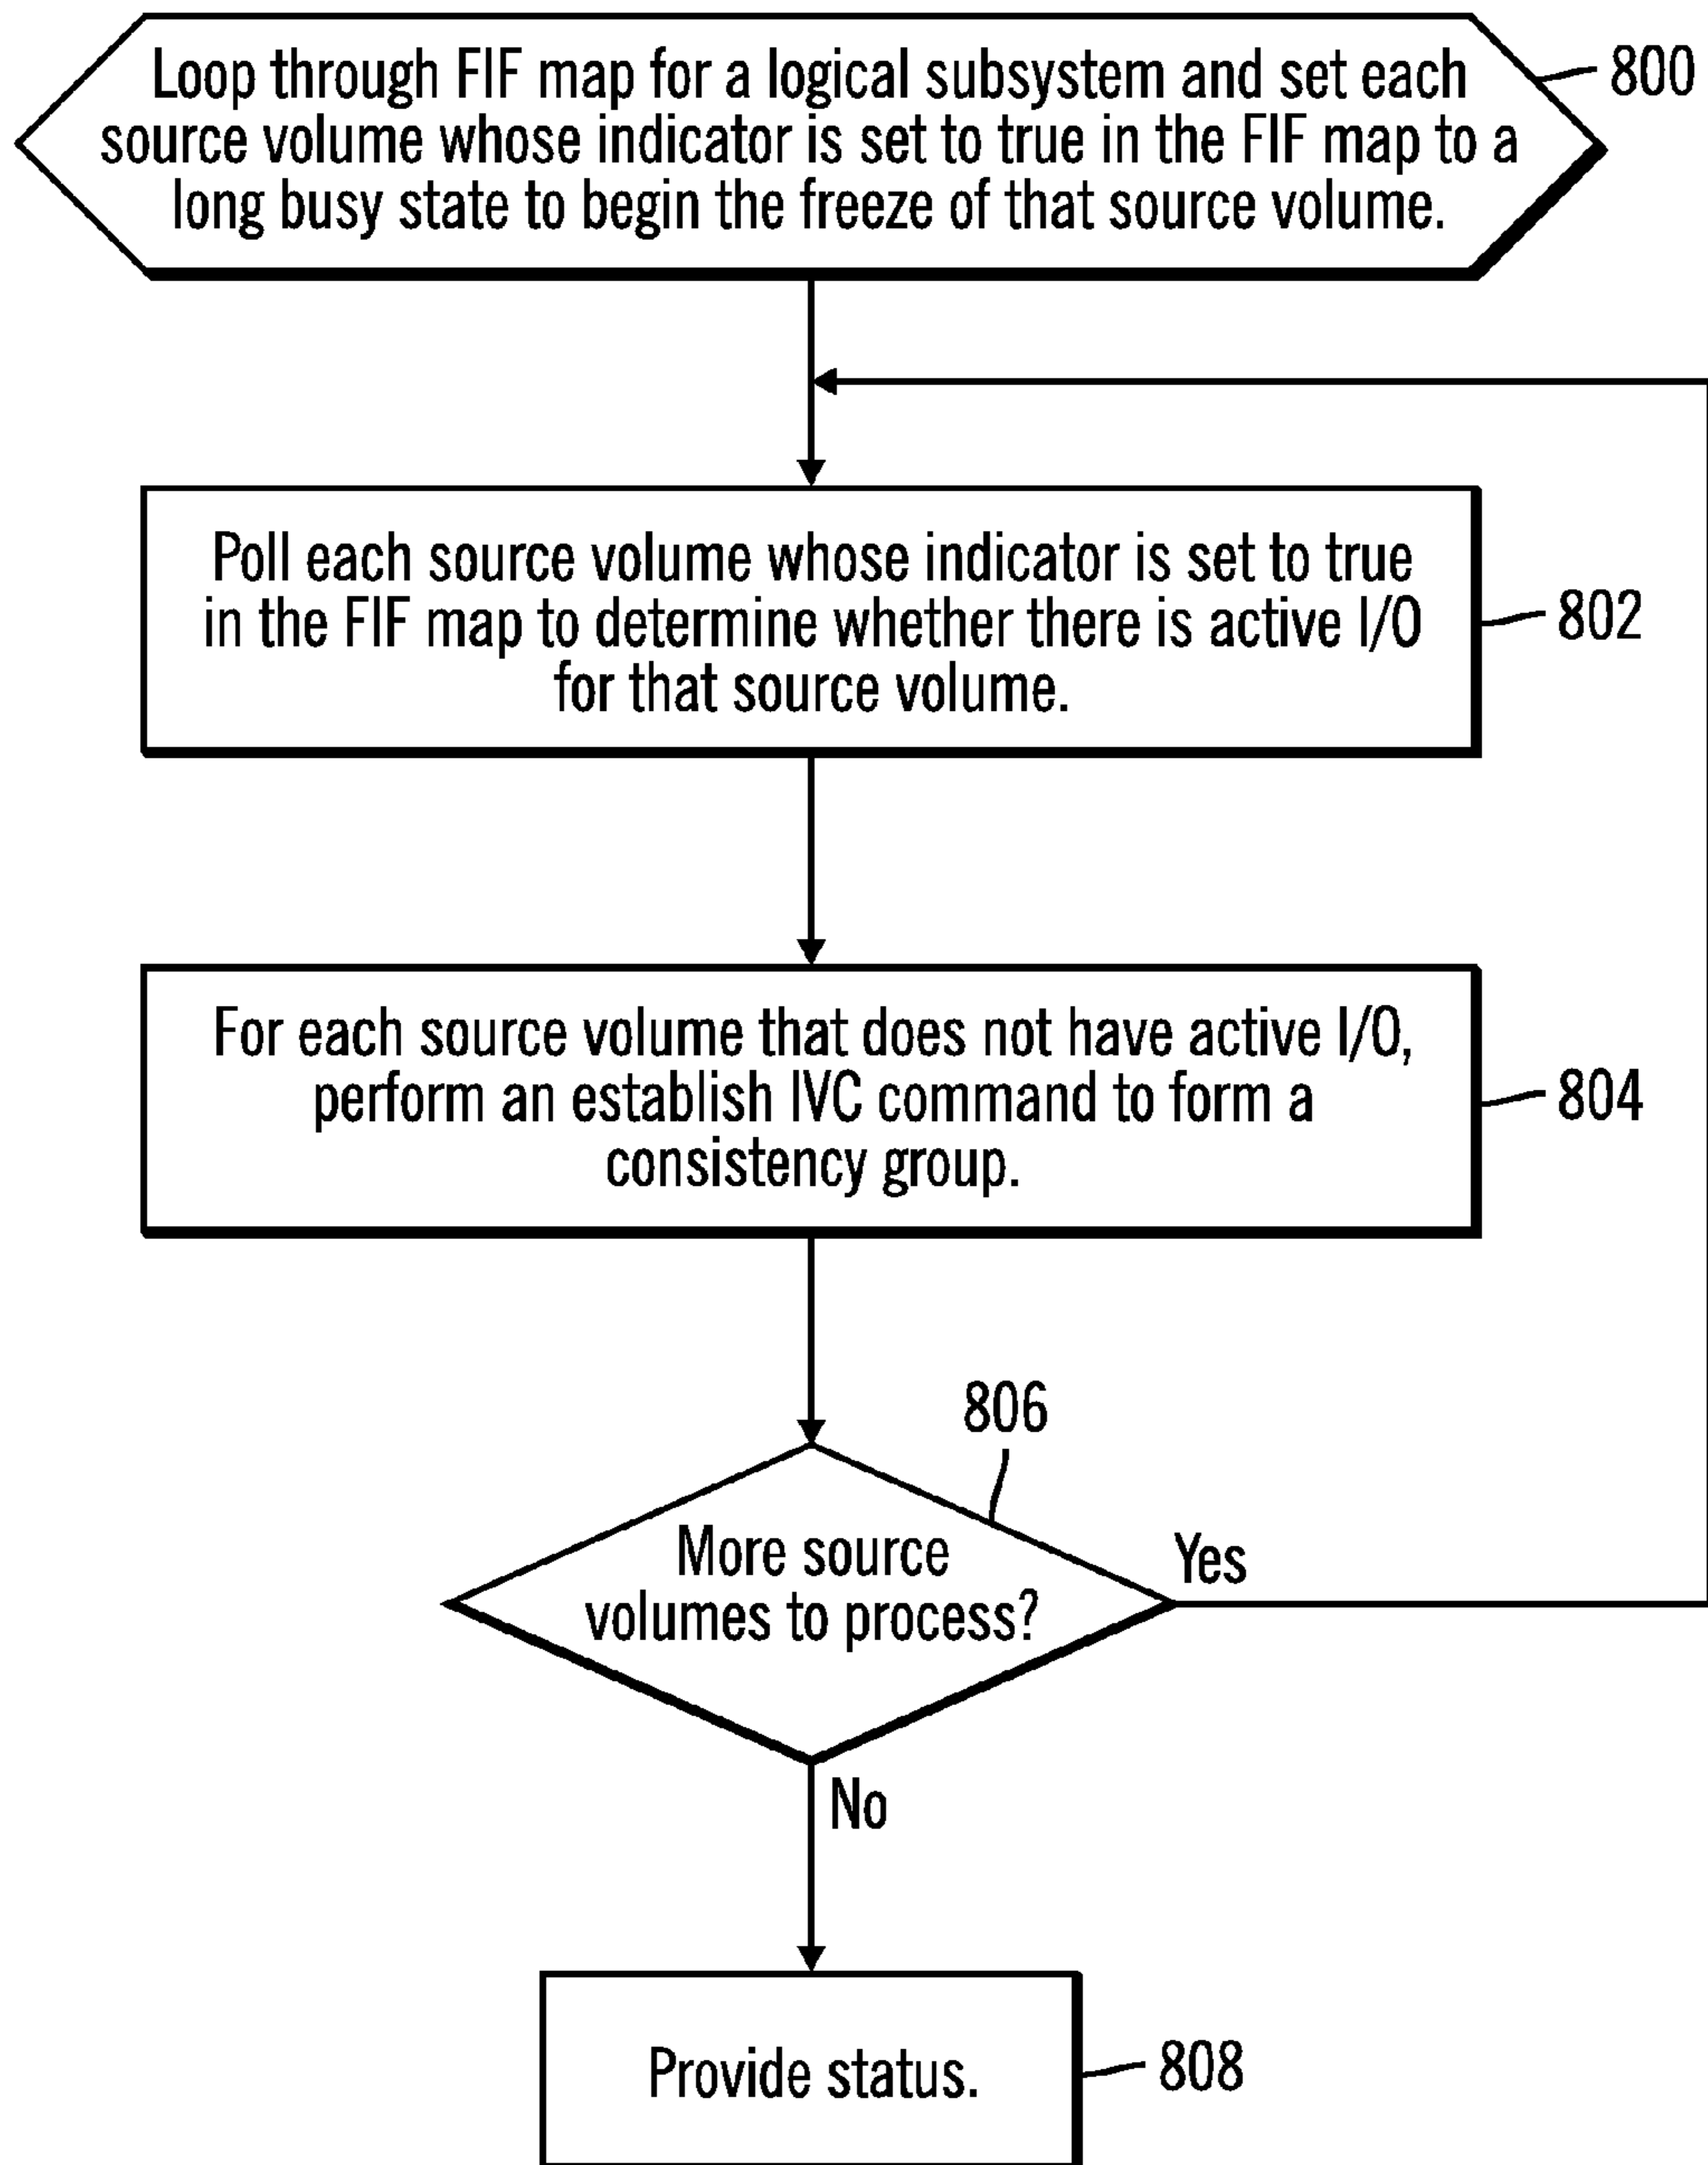 Loop through FIF map for a logical subsystem and set each
source volume whose indicator is set to true in the FIF map to a
long busy state to begin the freeze of that source volume.
800
Poll each source volume whose indicator is set to true
in the FIF map to determine whether there is active I/O
for that source volume.
802
For each source volume that does not have active I/O,
perform an establish IVC command to form a
consistency group.
804
806
More source
volumes to process?
Yes
No
Provide status.
808